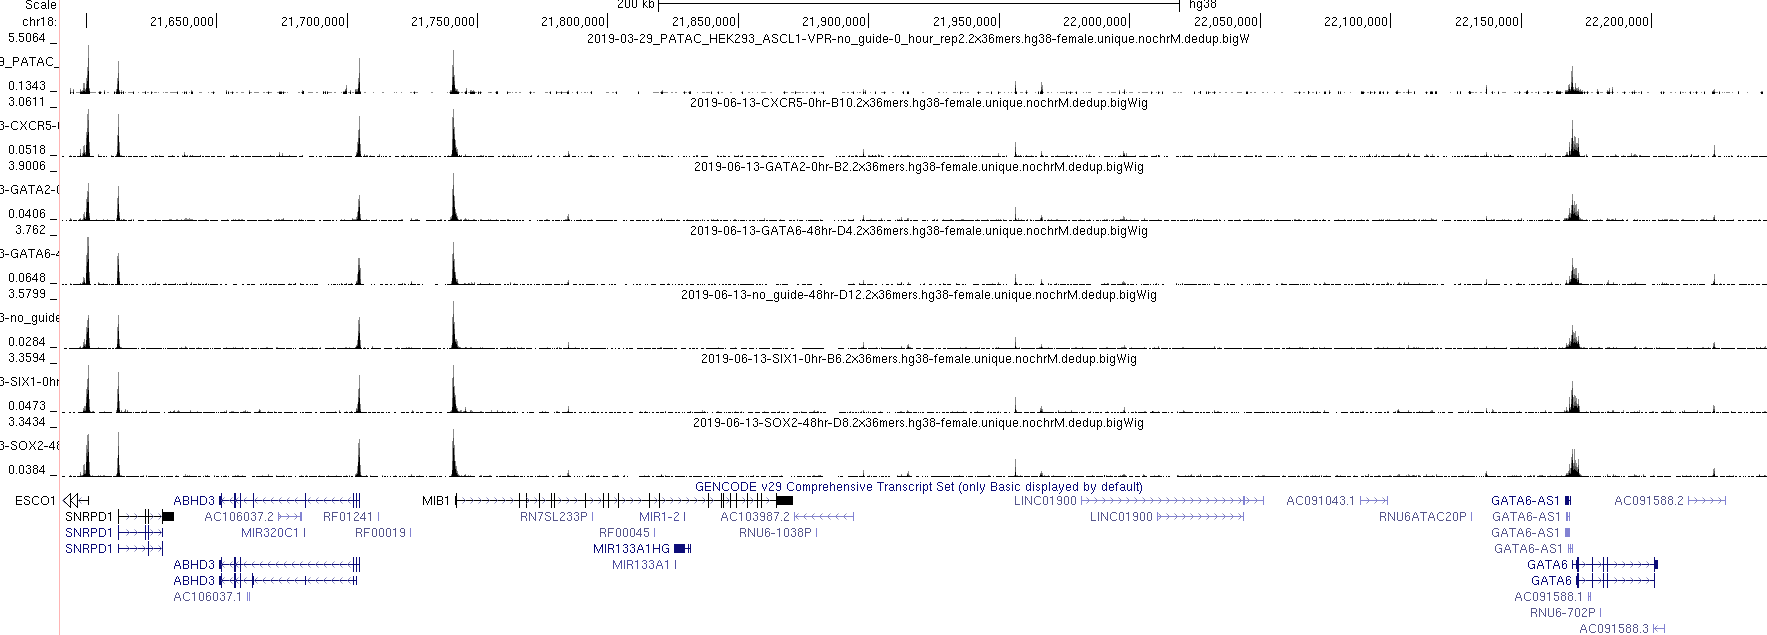 Scale 200 kb hg38
chr18: 21,650,000 21,700,000 21,750,000 21,800,000 21,850,000 21,900,000 21,950,000 22,000,000 22,050,000 22,100,000 22,150,000 22,200,000
5.5064 _
2019-03-29_PATAC_HEK293_ASCL1-VPR-no_guide-0_hour_rep2.2x36mers.hg38-female.unique.nochrM.dedup.bigW
9_PATAC_
0.1343 _
3.0611 _
2019-06-13-CXCR5-0hr-B10.2x36mers.hg38-female.unique.nochrM.dedup.bigWig
3-CXCR5-
0.0518 _
3.9006 _
2019-06-13-GATA2-0hr-B2.2x36mers.hg38-female.unique.nochrM.dedup.bigWig
3-GATA2-0
0.0406 _
3.762 _
2019-06-13-GATA6-48hr-D4.2x36mers.hg38-female.unique.nochrM.dedup.bigWig
3-GATA6-4
0.0648 _
3.5799 _
2019-06-13-no_guide-48hr-D12.2x36mers.hg38-female.unique.nochrM.dedup.bigWig
3-no_guide
0.0284 _
3.3594 _
2019-06-13-SIX1-0hr-B6.2x36mers.hg38-female.unique.nochrM.dedup.bigWig
3-SIX1-0hr
0.0473 _
3.3434 _
2019-06-13-SOX2-48hr-D8.2x36mers.hg38-female.unique.nochrM.dedup.bigWig
3-SOX2-48
0.0384 _
GENCODE v29 Comprehensive Transcript Set (only Basic displayed by default)
ESCO1 ABHD3 MIB1 LINC01900 AC091043.1 GATA6-AS1 AC091588.2
SNRPD1 AC106037.2 RF01241 RN7SL233P MIR1-2 AC103987.2 LINC01900 RNU6ATAC20P GATA6-AS1
SNRPD1 MIR320C1 RF00019 RF00045 RNU6-1038P GATA6-AS1
SNRPD1 MIR133A1HG GATA6-AS1
ABHD3 MIR133A1 GATA6
ABHD3 GATA6
AC106037.1 AC091588.1
RNU6-702P
AC091588.3